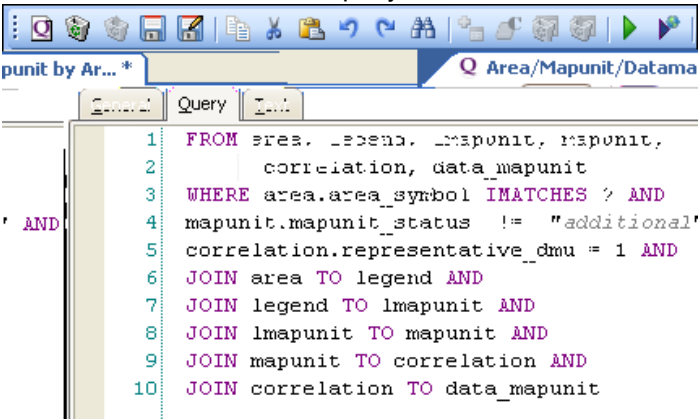 punit by Ar... *
Q Area/Mapunit/Datama
General Query Text
1 FROM area, legend, lmapunit, mapunit,
2 correlation, data_mapunit
' AND
3 WHERE area.area_symbol IMATCHES ? AND
4 mapunit.mapunit_status != "additional"
5 correlation.representative_dmu = 1 AND
6 JOIN area TO legend AND
7 JOIN legend TO lmapunit AND
8 JOIN lmapunit TO mapunit AND
9 JOIN mapunit TO correlation AND
10 JOIN correlation TO data_mapunit